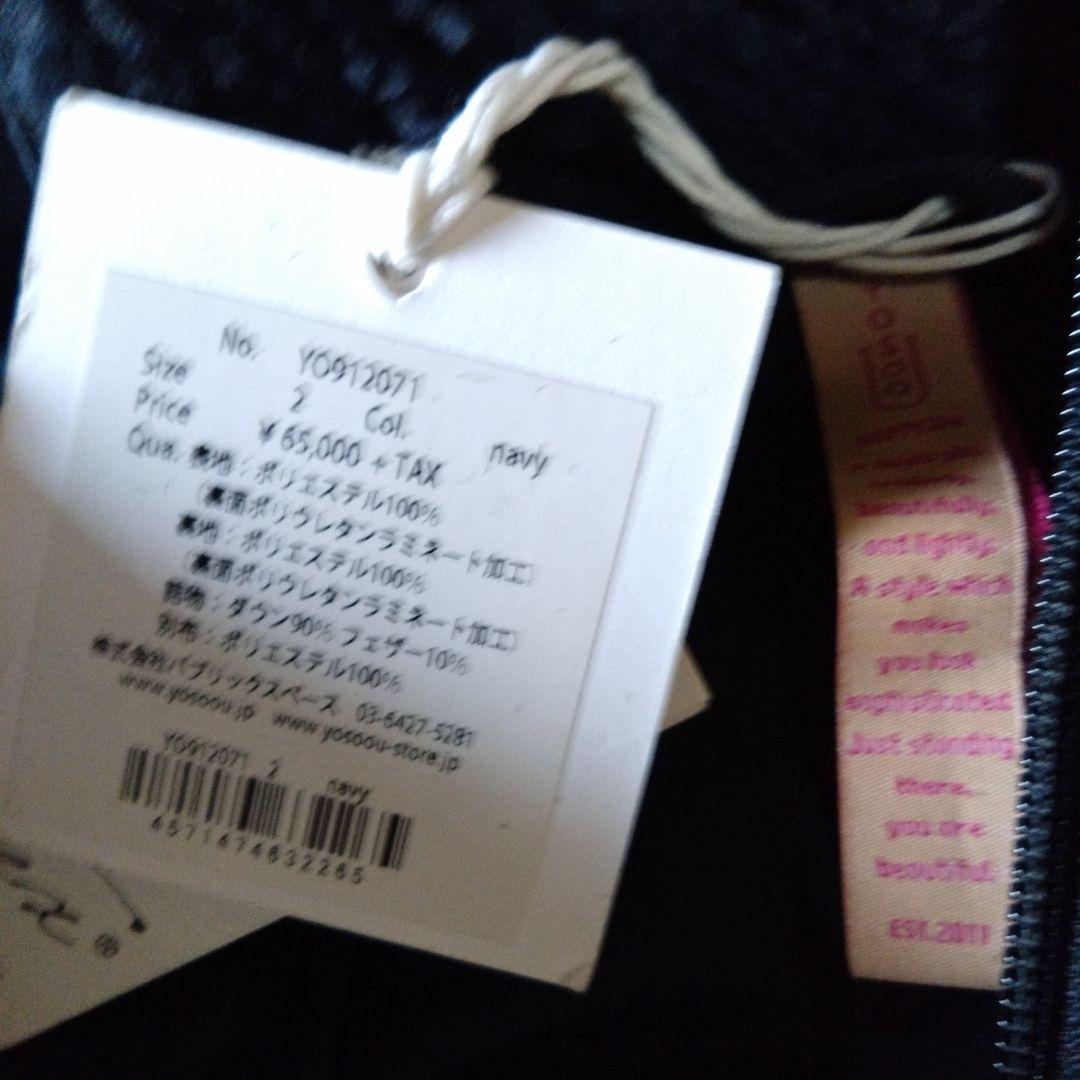 No. YO912071
Size 2 Col. navy
Price ¥65,000 +TAX
Qua. 表地：ポリエステル100%
（裏面ポリウレタンラミネート加工）
裏地：ポリエステル100%
（裏面ポリウレタンラミネート加工）
詰物：ダウン90% フェザー10%
別布：ポリエステル100%
株式会社パブリックスペース 03-6427-5281
www.yosoou.jp www.yosoou-store.jp
YO912071 2 navy
4571474632265
beautifully,
and lightly.
A style which
makes
you look
sophisticated.
Just standing
there,
you are
beautiful.
EST.2011